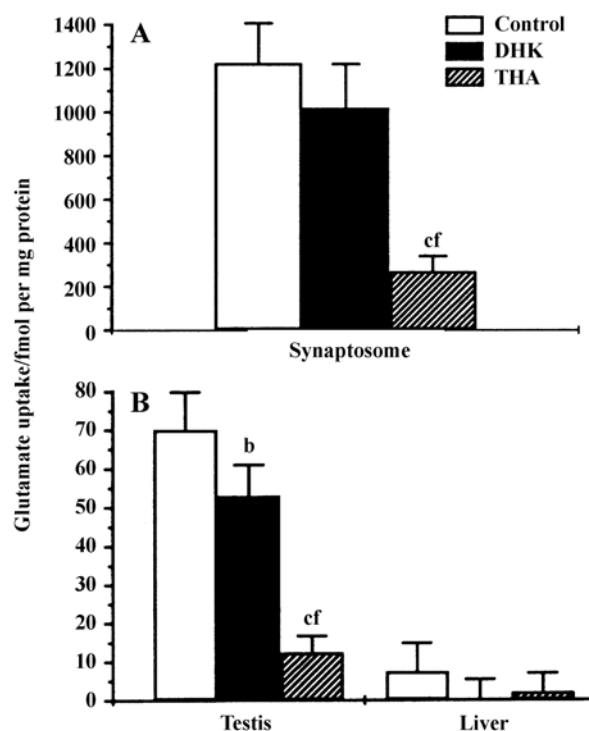 A
Control
DHK
THA
1400
1200
1000
800
600
400
200
0
cf
Synaptosome
Glutamate uptake/fmol per mg protein
B
80
70
60
50
40
30
20
10
0
b
cf
Testis
Liver